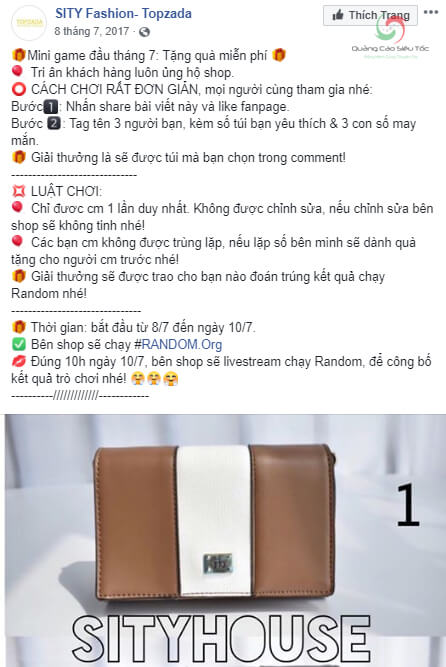 TOPZADA
SITY Fashion- Topzada
8 tháng 7, 2017
Thích Trang
Quảng Cáo Siêu Tốc
Mini game đầu tháng 7: Tặng quà miễn phí
Tri ân khách hàng luôn ủng hộ shop.
CÁCH CHƠI RẤT ĐƠN GIẢN, mọi người cùng tham gia nhé:
Bước 1: Nhấn share bài viết này và like fanpage.
Bước 2: Tag tên 3 người bạn, kèm số túi bạn yêu thích & 3 con số may
mắn.
Giải thưởng là sẽ được túi mà bạn chọn trong comment!
------------------------------
LUẬT CHƠI:
Chỉ đươc cm 1 lần duy nhất. Không được chỉnh sửa, nếu chỉnh sửa bên
shop sẽ không tính nhé!
Các bạn cm không được trùng lặp, nếu lặp số bên mình sẽ dành quà
tặng cho người cm trước nhé!
Giải thưởng sẽ được trao cho bạn nào đoán trúng kết quả chạy
Random nhé!
-------------------------------
Thời gian: bắt đầu từ 8/7 đến ngày 10/7.
Bên shop sẽ chạy #RANDOM.Org
Đúng 10h ngày 10/7, bên shop sẽ livestream chạy Random, để công bố
kết quả trò chơi nhé!
----------/////////////------------
1
SITYHOUSE